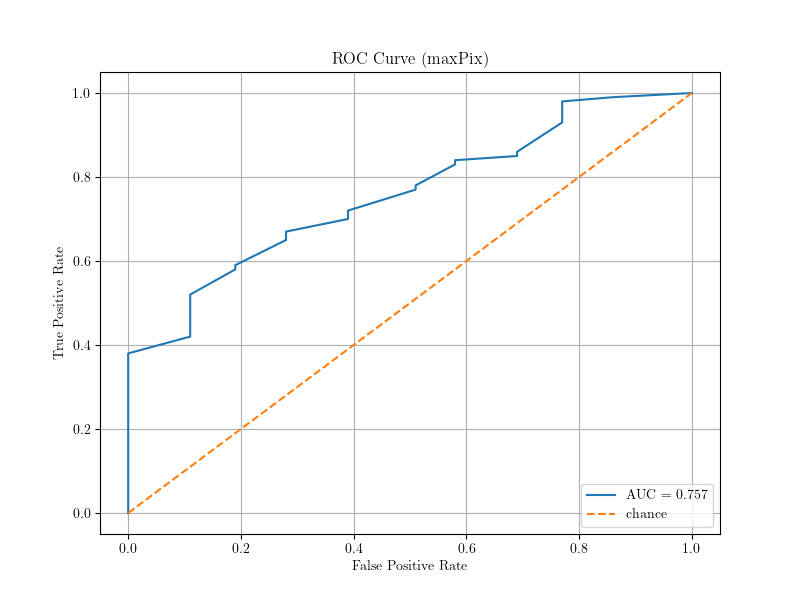 ROC Curve (maxPix)
True Positive Rate
1.0
0.8
0.6
0.4
0.2
0.0
AUC = 0.757
chance
0.0 0.2 0.4 0.6 0.8 1.0
False Positive Rate